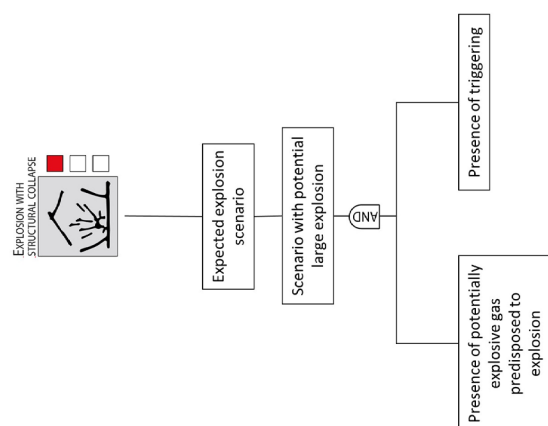 EXPLOSION WITH
STRUCTURAL COLLAPSE
Expected explosion
scenario
Scenario with potential
large explosion
AND
Presence of potentially
explosive gas
predisposed to
explosion
Presence of triggering